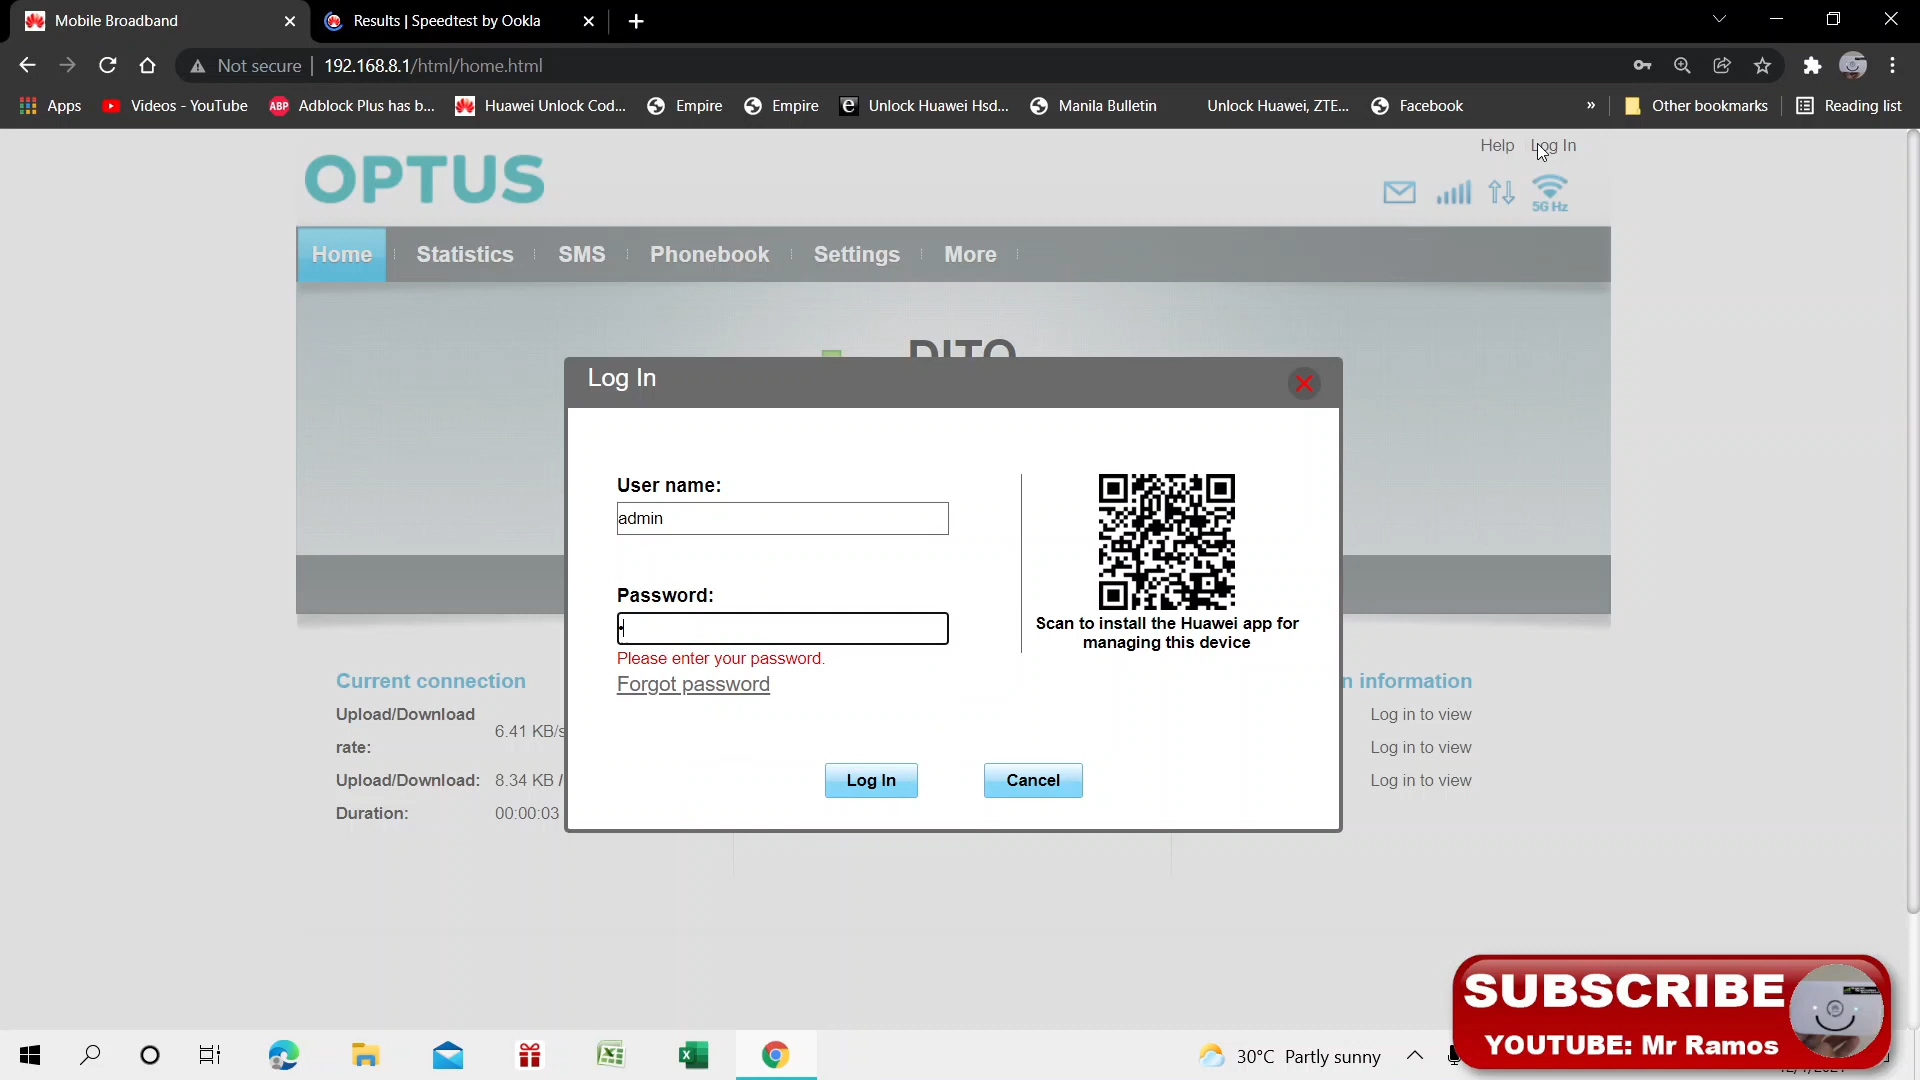 Mobile Broadband
Results | Speedtest by Ookla
Not secure
192.168.8.1/html/home.html
Apps
Videos - YouTube
ABP
Adblock Plus has b...
Huawei Unlock Cod...
Empire
Empire
Unlock Huawei Hsd...
Manila Bulletin
Unlock Huawei, ZTE...
Facebook
»
Other bookmarks
Reading list
Help
Log In
OPTUS
5G Hz
Home
Statistics
SMS
Phonebook
Settings
More
DITO
Log In
User name:
admin
Password:
Please enter your password.
Forgot password
Scan to install the Huawei app for
managing this device
Log In
Cancel
Current connection
Upload/Download
rate:
6.41 KB/s
Upload/Download:
8.34 KB /
Duration:
00:00:03
information
Log in to view
Log in to view
Log in to view
SUBSCRIBE
YOUTUBE: Mr Ramos
30°C Partly sunny